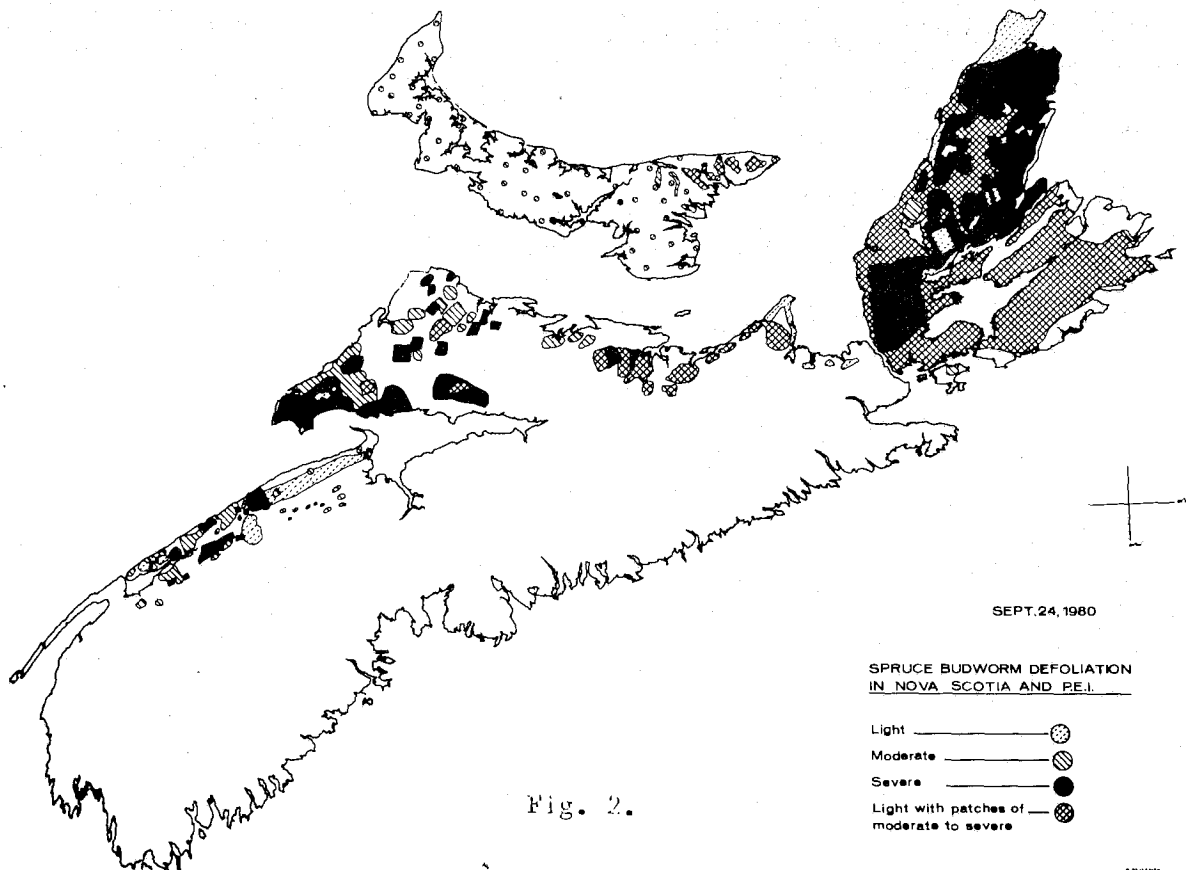 SEPT. 24, 1980
SPRUCE BUDWORM DEFOLIATION
IN NOVA SCOTIA AND P.E.I.
Light
Moderate
Severe
Light with patches of
moderate to severe
Fig. 2.